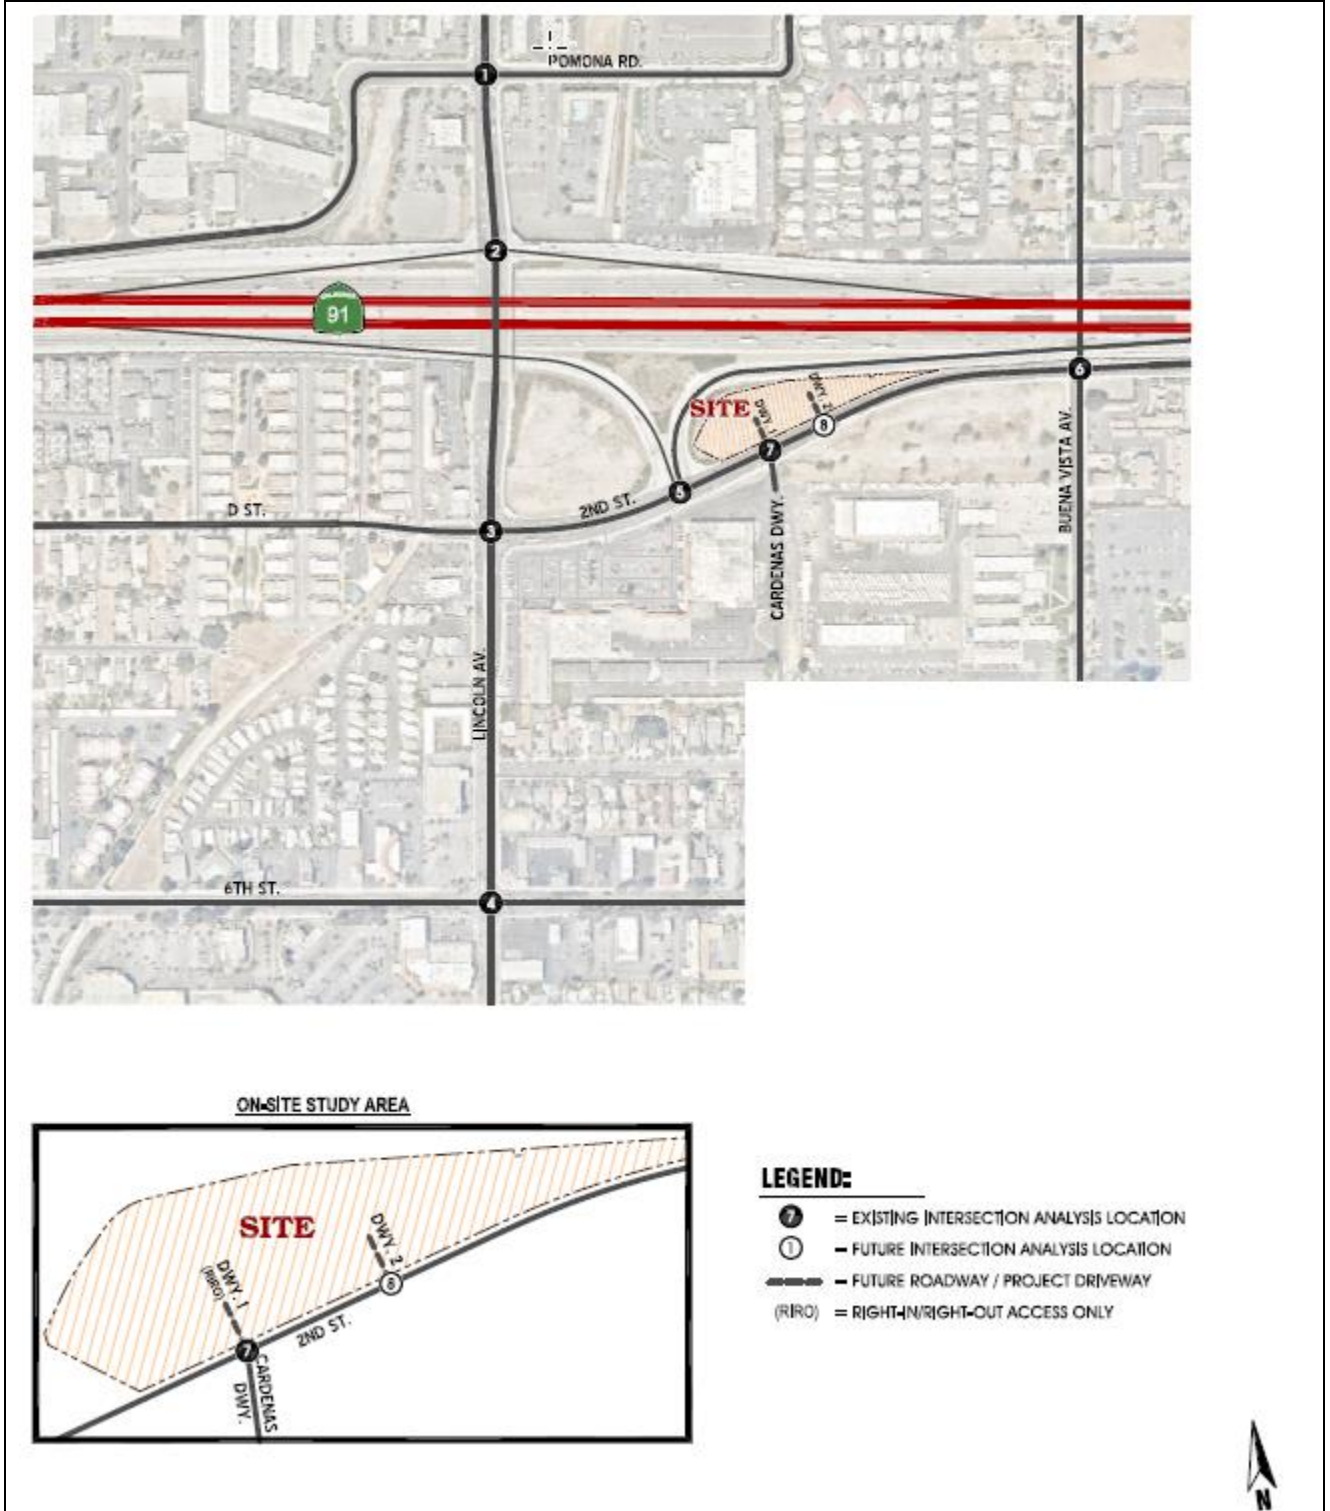 1
POMONA RD.
2
91
6
SITE
DWY. 1
DWY. 2
8
7
5
2ND ST.
D ST.
3
CARDENAS DWY.
BUENA VISTA AV.
LINCOLN AV.
6TH ST.
4
ON-SITE STUDY AREA
SITE
DWY. 2
DWY. 1
(RIRO)
8
2ND ST.
7
CARDENAS
DWY.
LEGEND:
7 = EXISTING INTERSECTION ANALYSIS LOCATION
1 = FUTURE INTERSECTION ANALYSIS LOCATION
= FUTURE ROADWAY / PROJECT DRIVEWAY
(RIRO) = RIGHT-IN/RIGHT-OUT ACCESS ONLY
N